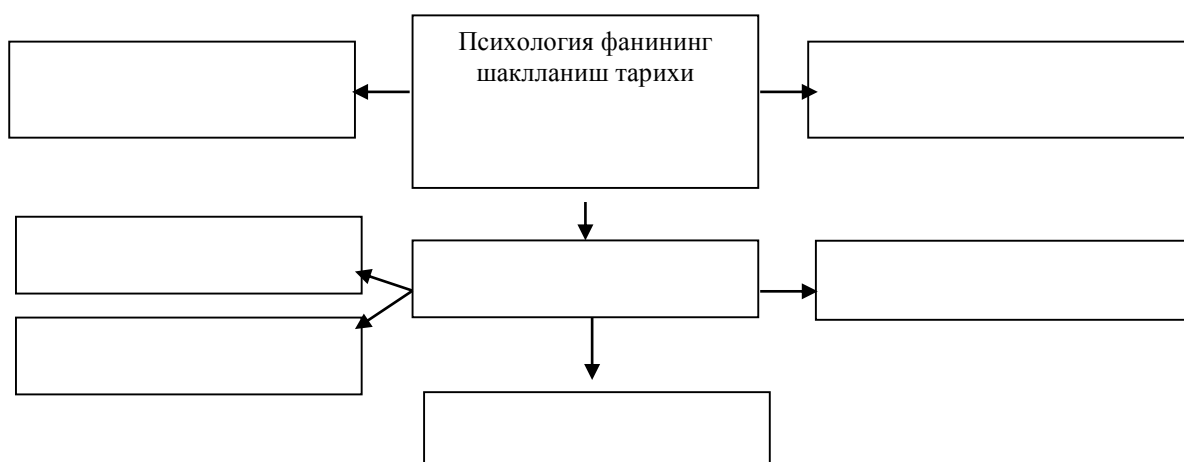 Психология фанининг
шаклланиш тарихи